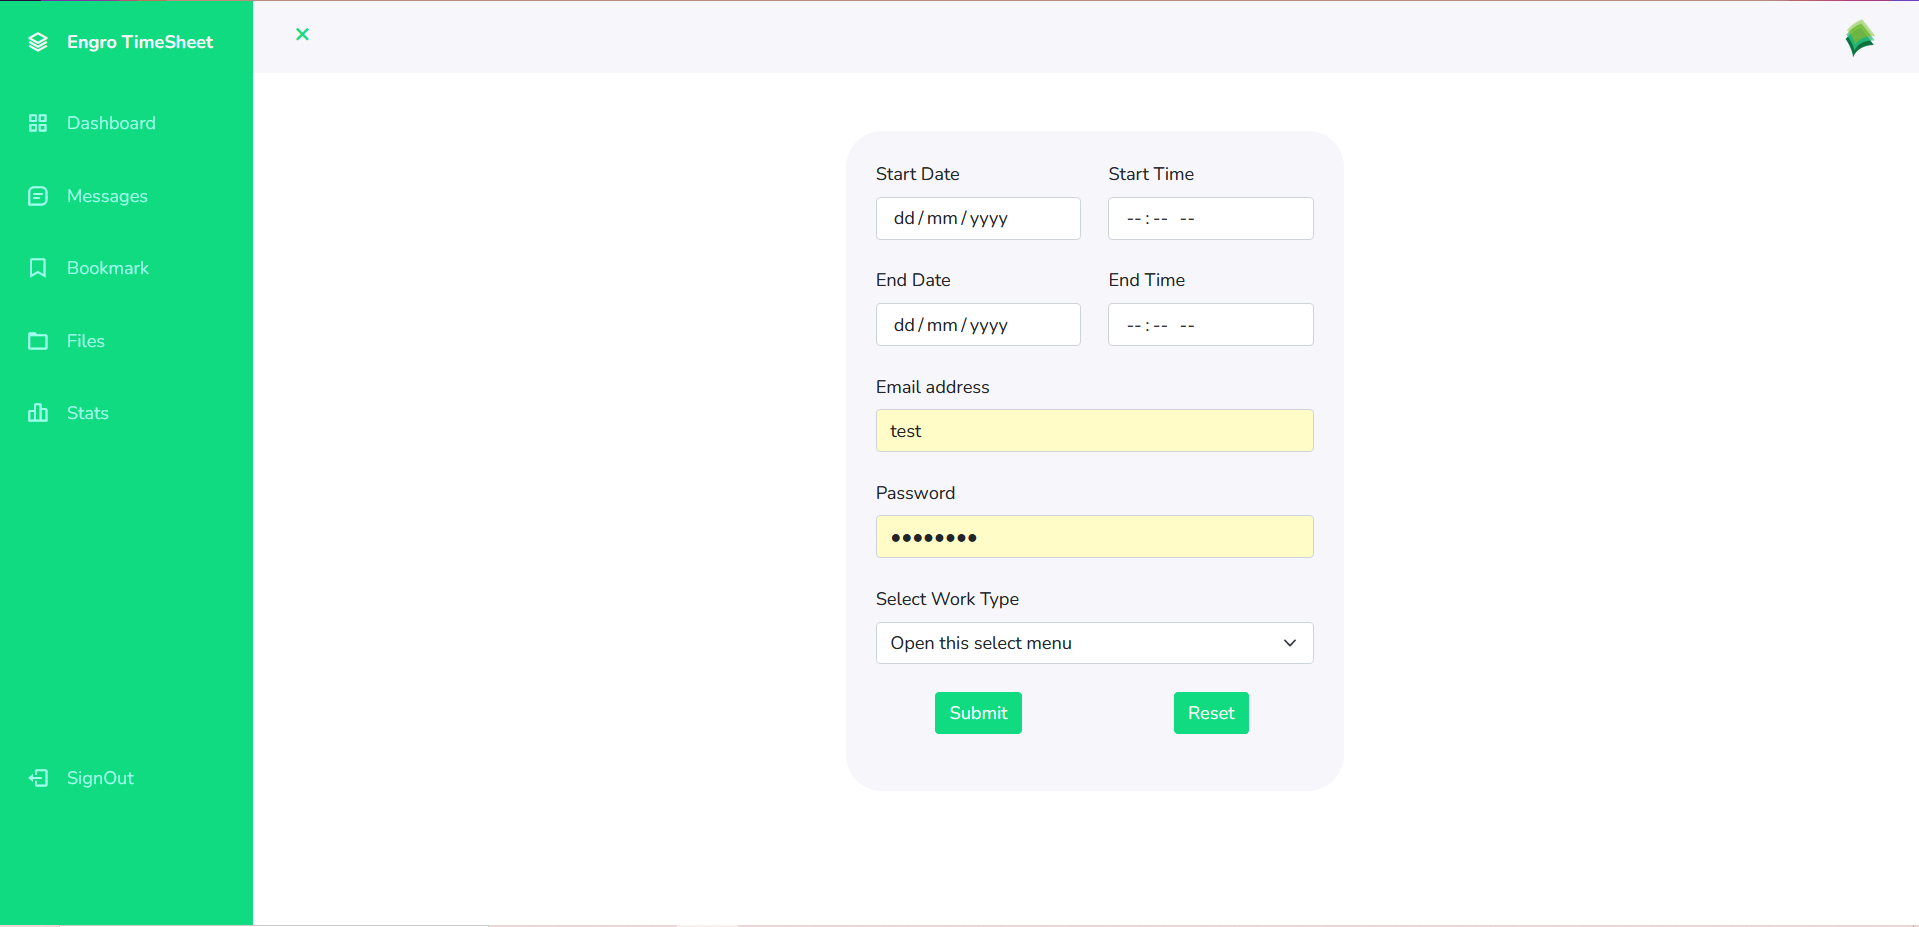 Engro TimeSheet
Dashboard
Messages
Bookmark
Files
Stats
SignOut
Start Date Start Time
dd/mm/yyyy --:-- --
End Date End Time
dd/mm/yyyy --:-- --
Email address
test
Password
••••••••
Select Work Type
Open this select menu
Submit Reset